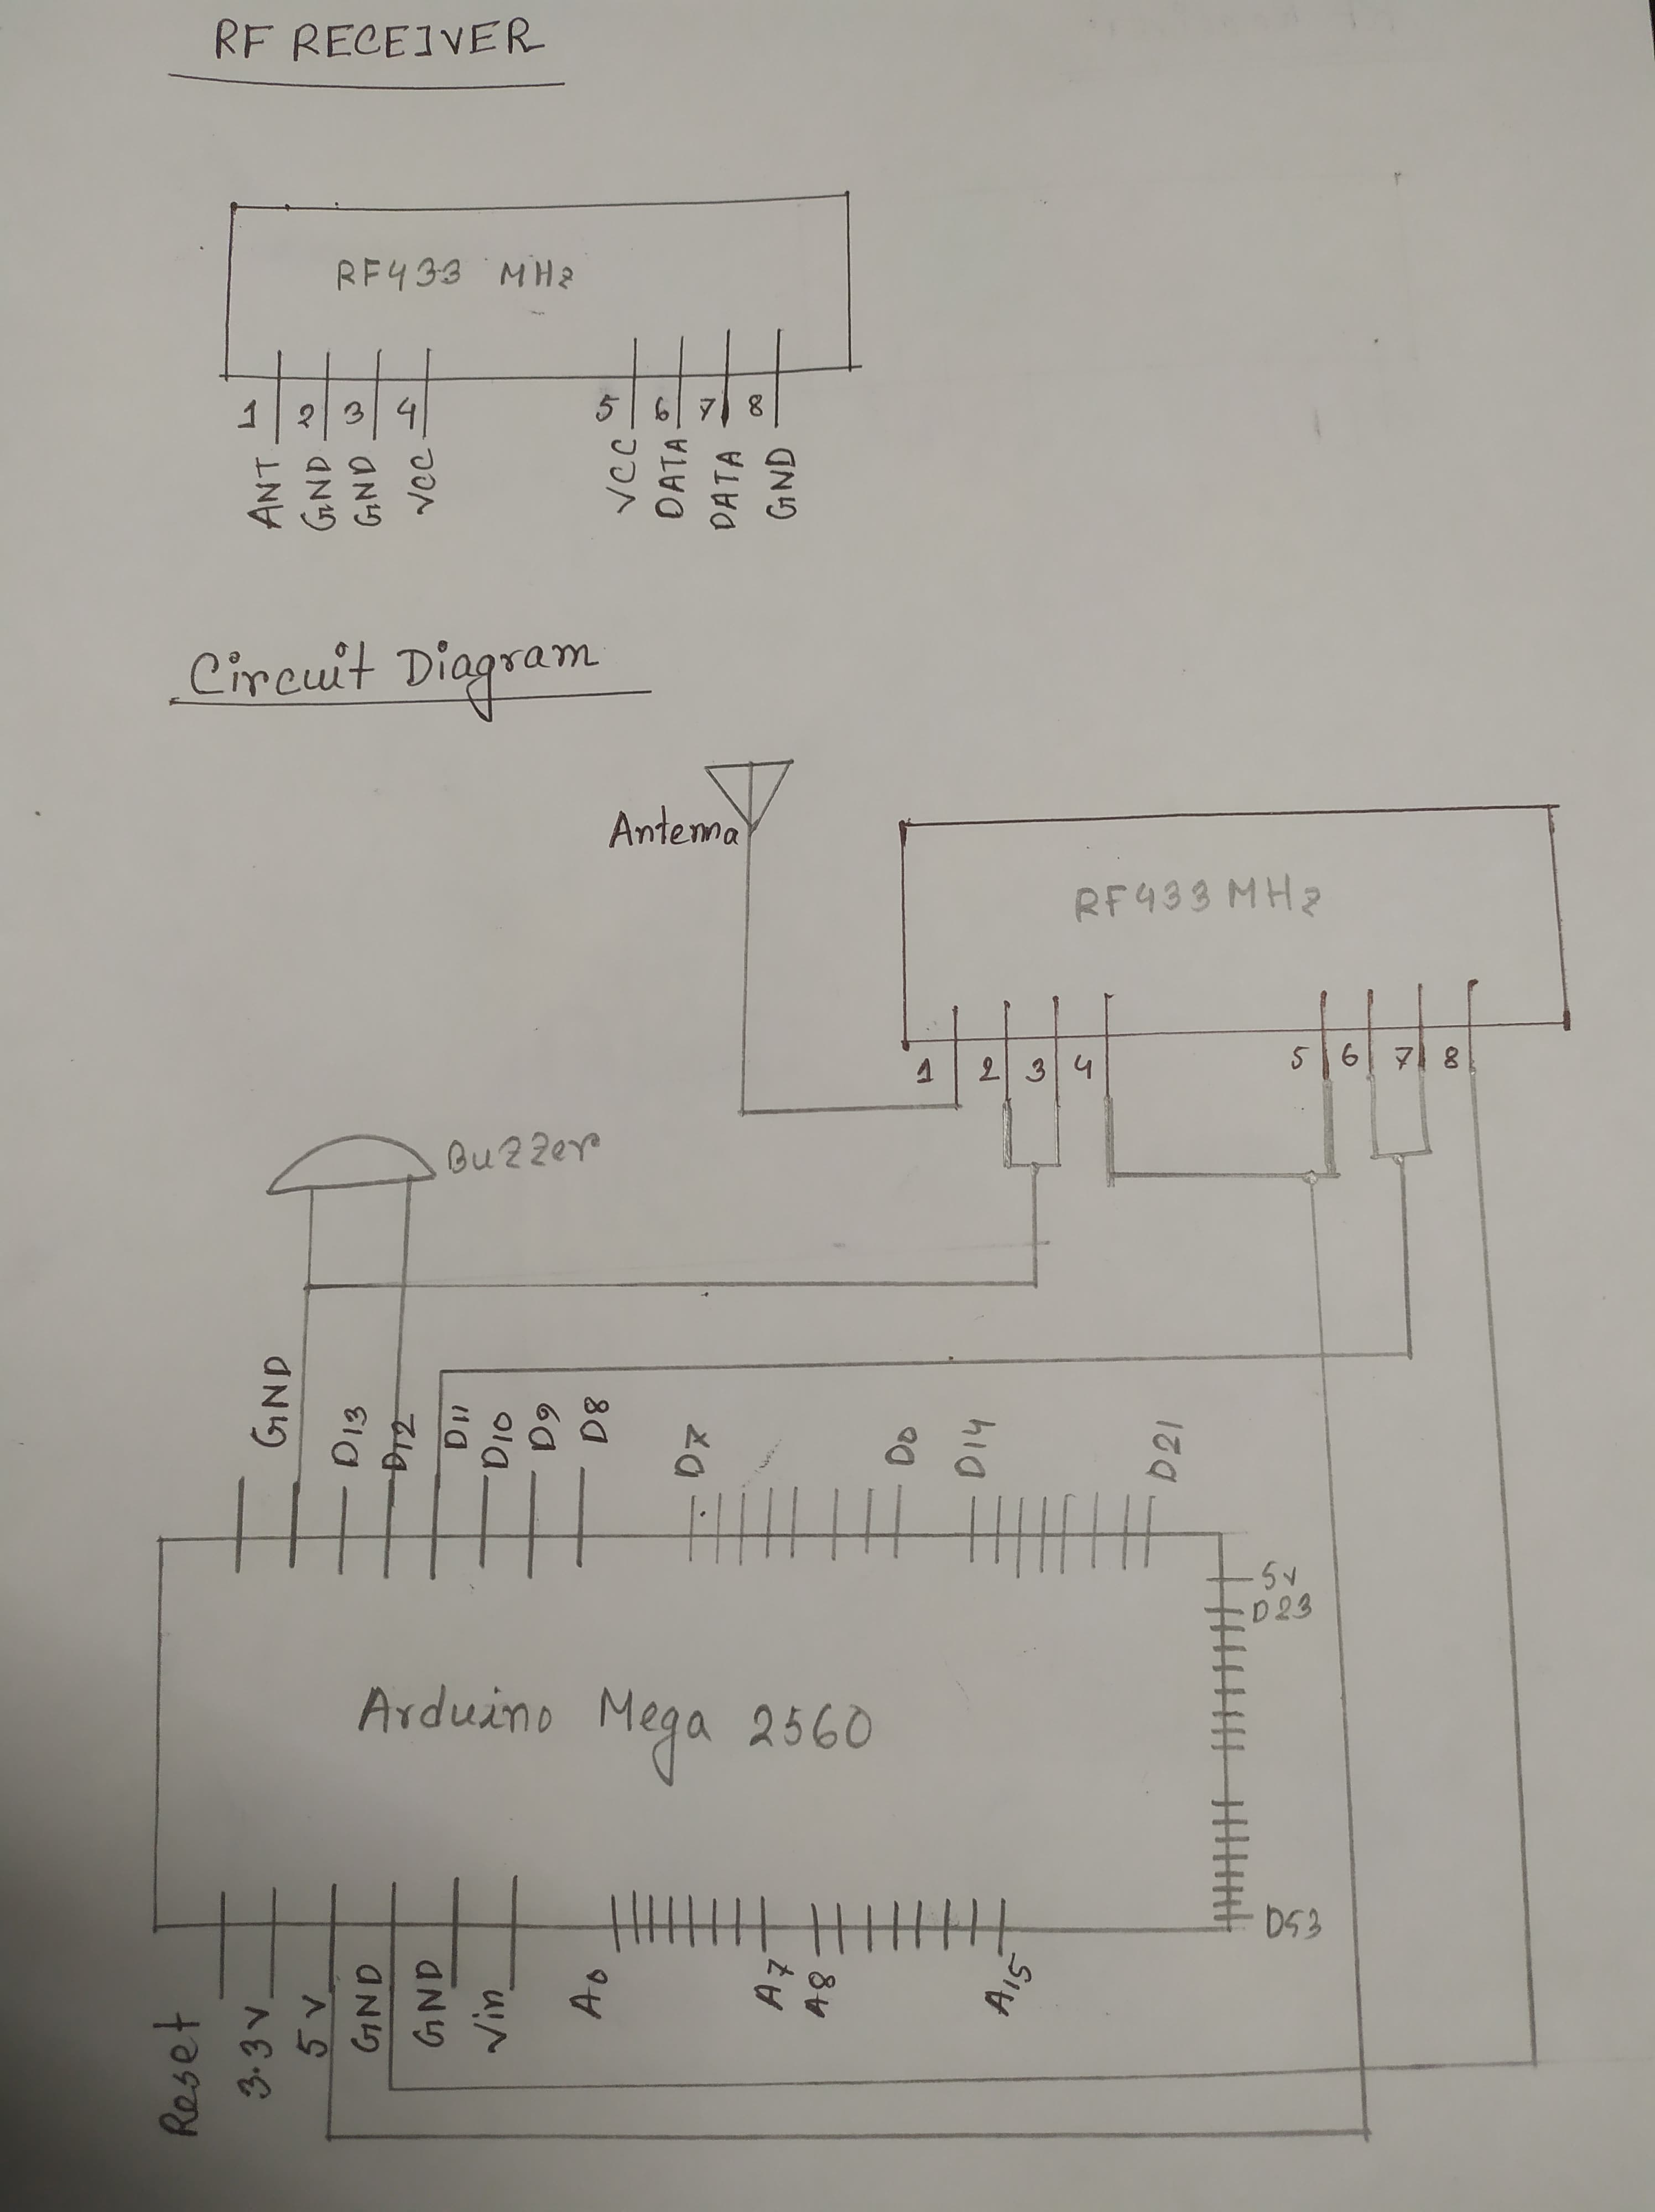 RF RECEIVER
RF433 MHz
1 2 3 4 5 6 7 8
ANT GND GND VCC VCC DATA DATA GND
Circuit Diagram
Antenna
RF433 MHz
1 2 3 4 5 6 7 8
Buzzer
GND D13 D12 D11 D10 D9 D8 D7 D0 D14 D21
5v
D23
Arduino Mega 2560
D53
Reset 3.3v 5v GND GND Vin A0 A7 A8 A15